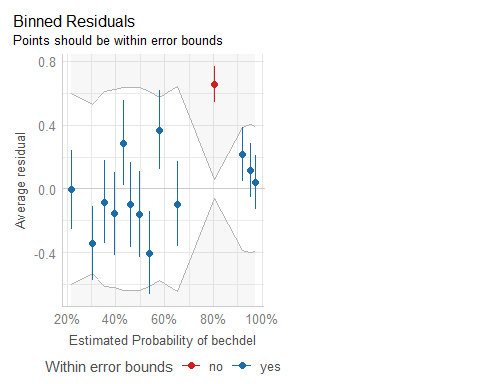 Binned Residuals
Points should be within error bounds
0.8
0.4
0.0
-0.4
Average residual
20% 40% 60% 80% 100%
Estimated Probability of bechdel
Within error bounds no yes